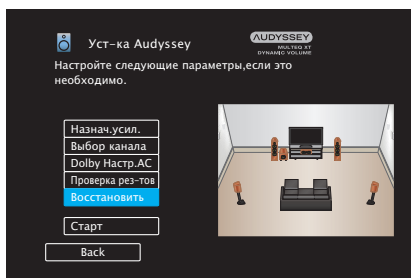 Уст-ка Audyssey
AUDYSSEY
MULTEQ XT
DYNAMIC VOLUME
Настройте следующие параметры,если это
необходимо.
Назнач.усил.
Выбор канала
Dolby Настр.АС
Проверка рез-тов
Восстановить
Старт
Back